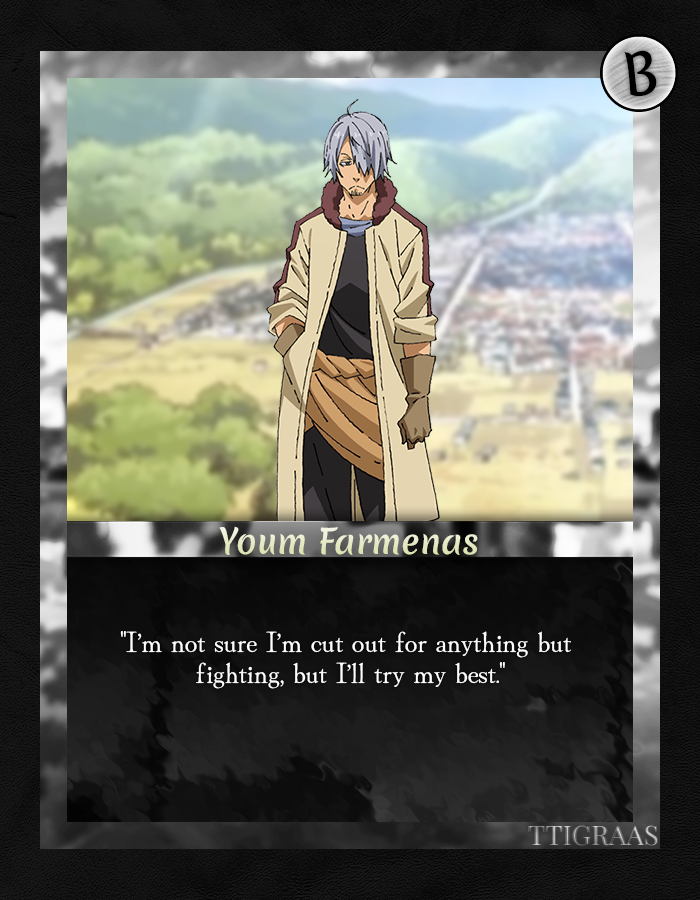 B
Youm Farmenas
"I'm not sure I'm cut out for anything but
fighting, but I'll try my best."
TTIGRAAS